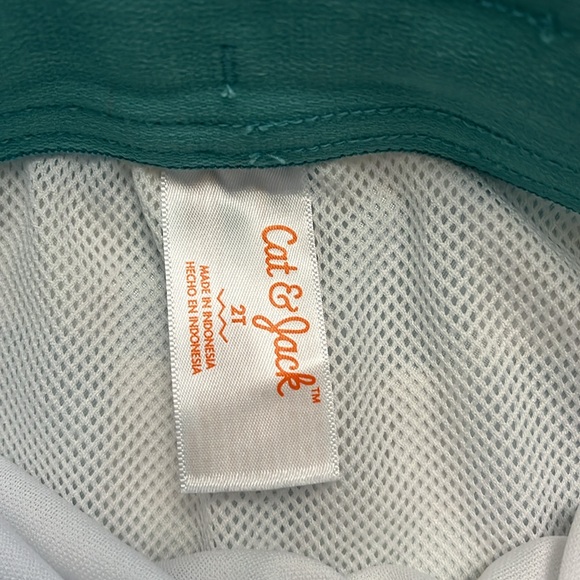 Cat & Jack™
2T
MADE IN INDONESIA
HECHO EN INDONESIA